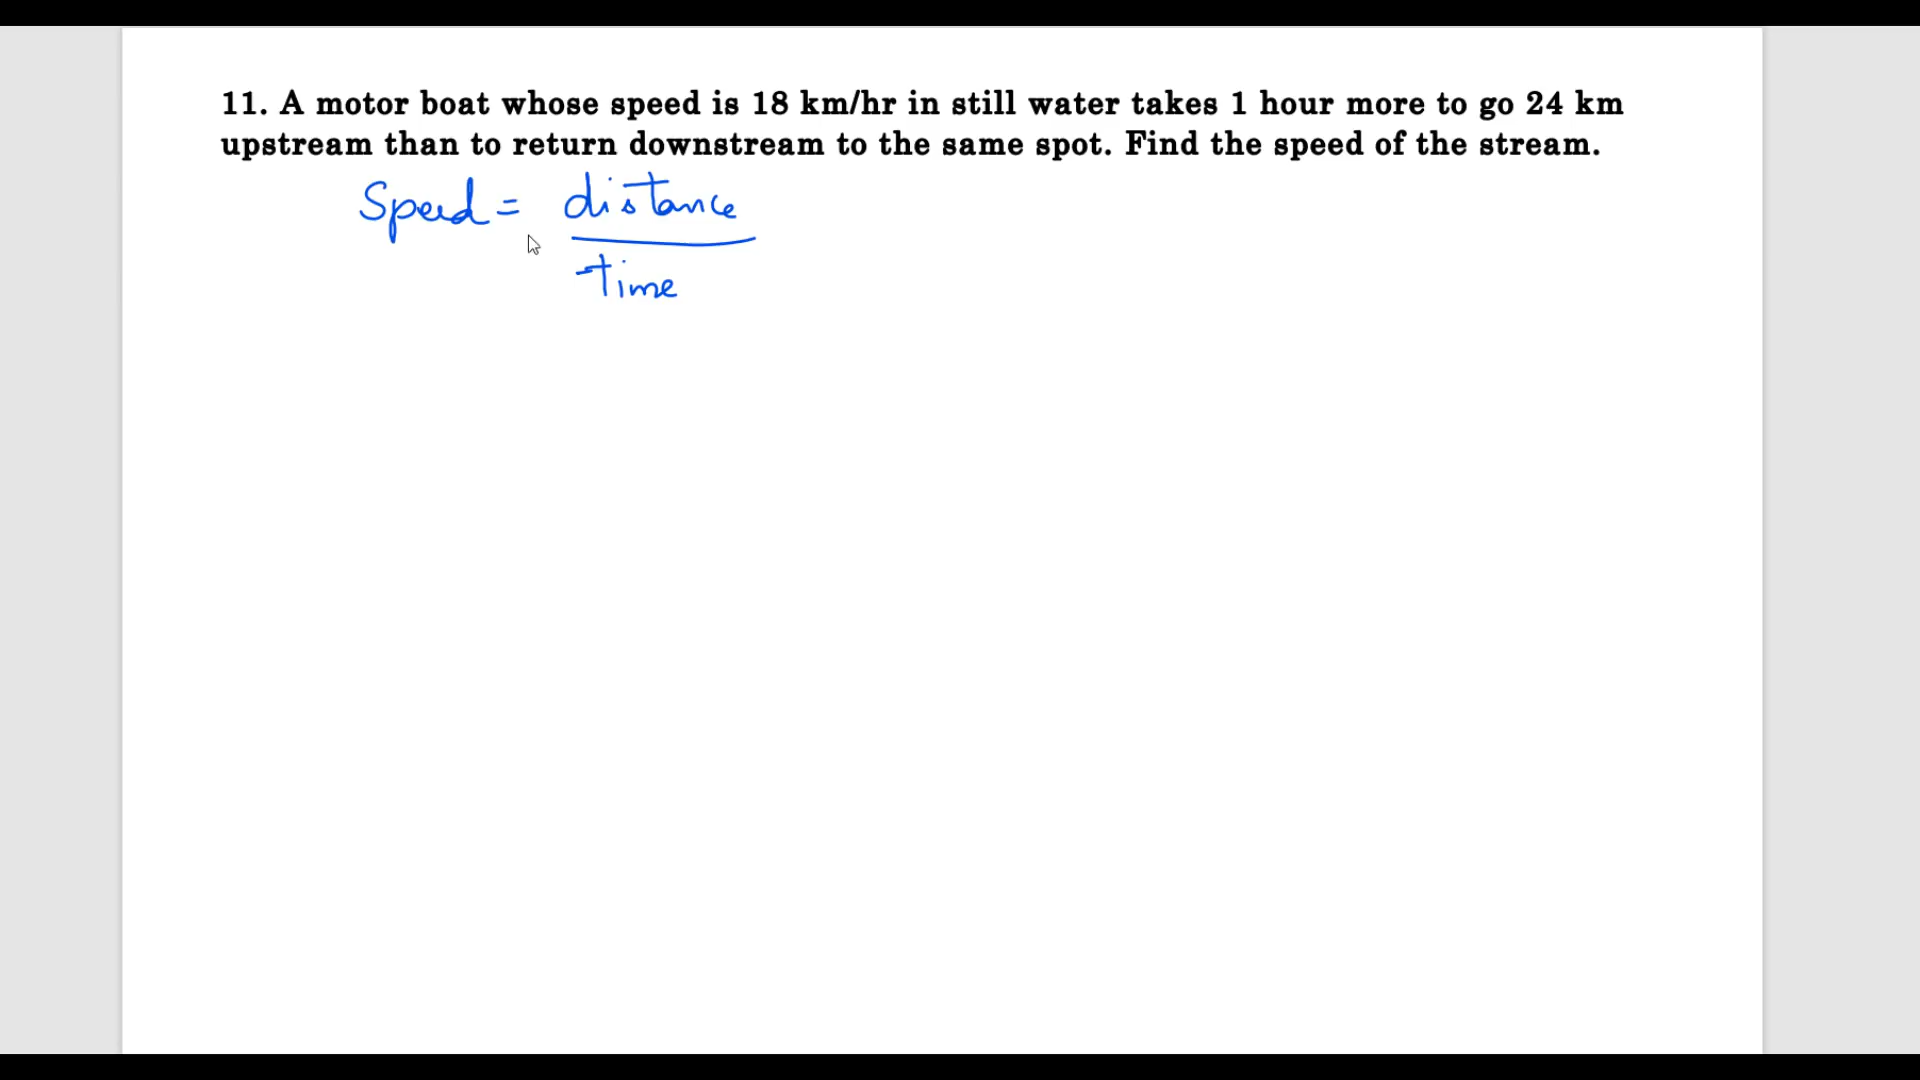 11. A motor boat whose speed is 18 km/hr in still water takes 1 hour more to go 24 km
upstream than to return downstream to the same spot. Find the speed of the stream.
Speed = distance
time